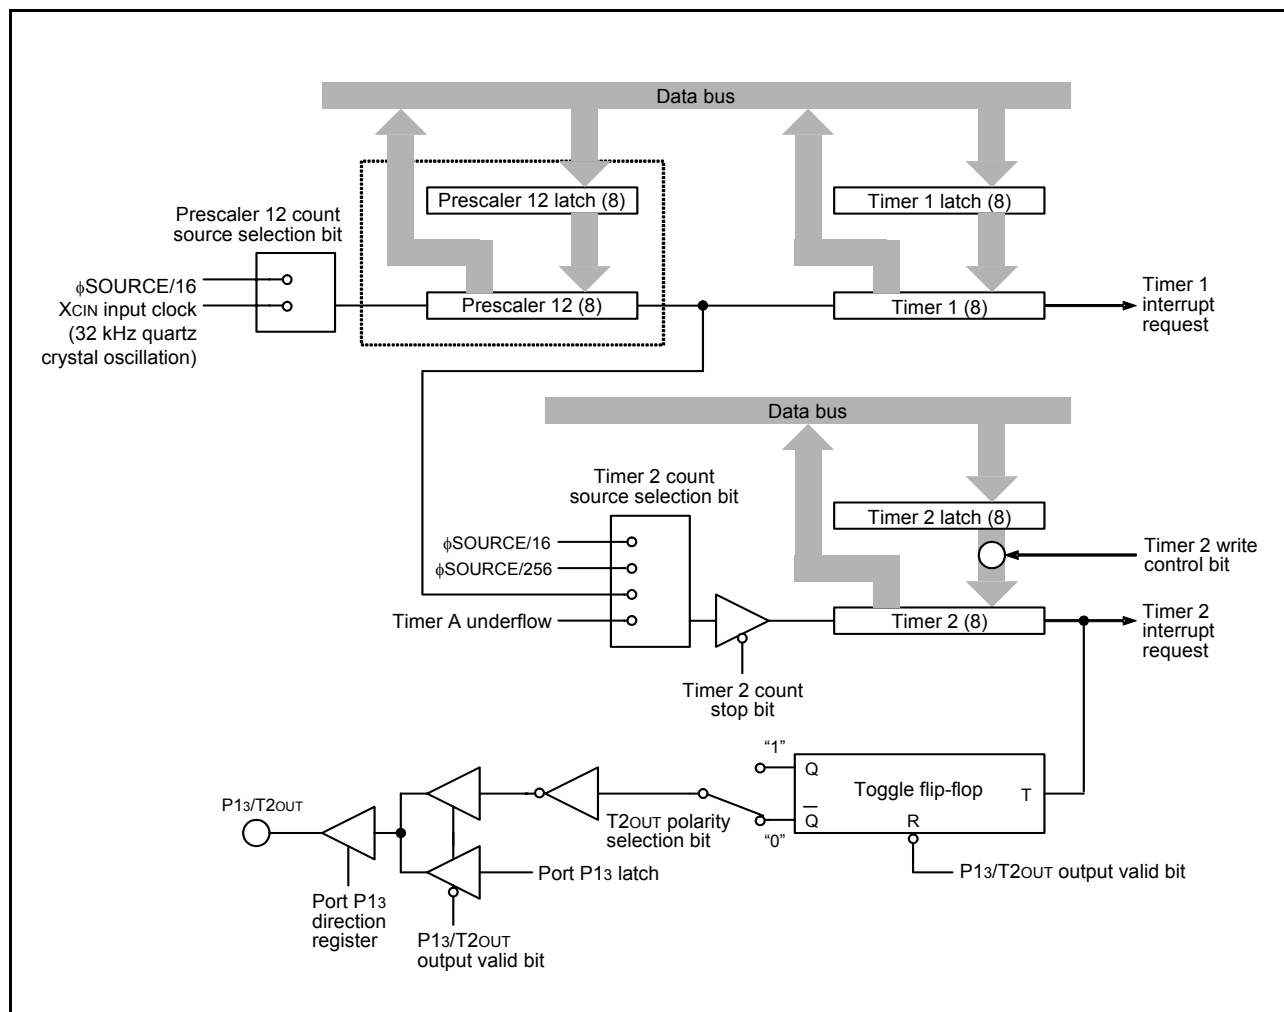 Data bus
Prescaler 12 latch (8)
Timer 1 latch (8)
Prescaler 12 count
source selection bit
φSOURCE/16
XCIN input clock
(32 kHz quartz
crystal oscillation)
Prescaler 12 (8)
Timer 1 (8)
Timer 1
interrupt
request
Data bus
Timer 2 count
source selection bit
Timer 2 latch (8)
φSOURCE/16
φSOURCE/256
Timer A underflow
Timer 2 write
control bit
Timer 2 (8)
Timer 2
interrupt
request
Timer 2 count
stop bit
“1”
Q
Toggle flip-flop
T
Q̅
R
“0”
P13/T2OUT
T2OUT polarity
selection bit
P13/T2OUT output valid bit
Port P13 latch
Port P13
direction
register
P13/T2OUT
output valid bit